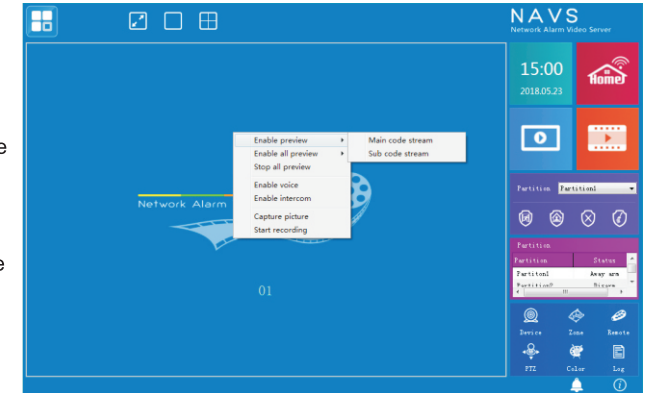 NAVS
Network Alarm Video Server
15:00
2018.05.23
Home
e
Enable preview
Main code stream
Enable all preview
Sub code stream
Stop all preview
Enable voice
Enable intercom
Capture picture
Start recording
Network Alarm
e
01
Partition Partition1
Partition
Partition Status
Partiton1 Away arm
Partition2 Disarm
Device Zone Remote
PTZ Color Log